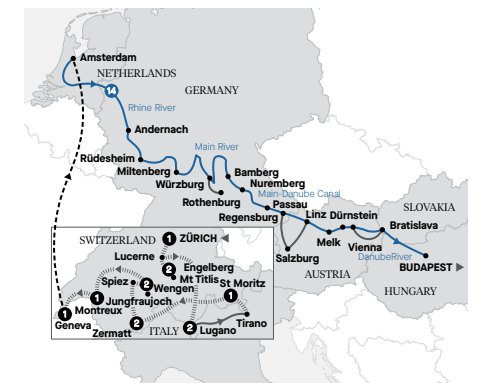 Amsterdam
NETHERLANDS
14
GERMANY
Rhine River
Andernach
Main River
Rüdesheim
Miltenberg
Würzburg
Bamberg
Nuremberg
Rothenburg
Main-Danube Canal
Passau
Regensburg
Linz
Dürnstein
SLOVAKIA
Bratislava
Melk
Vienna
Salzburg
DanubeRiver
BUDAPEST
AUSTRIA
HUNGARY
SWITZERLAND
1 ZÜRICH
Lucerne
2
Engelberg
Mt Titlis
Spiez
2
Wengen
St Moritz
1
Jungfraujoch
1
Montreux
1
Geneva
Zermatt
2
ITALY
2
Lugano
Tirano